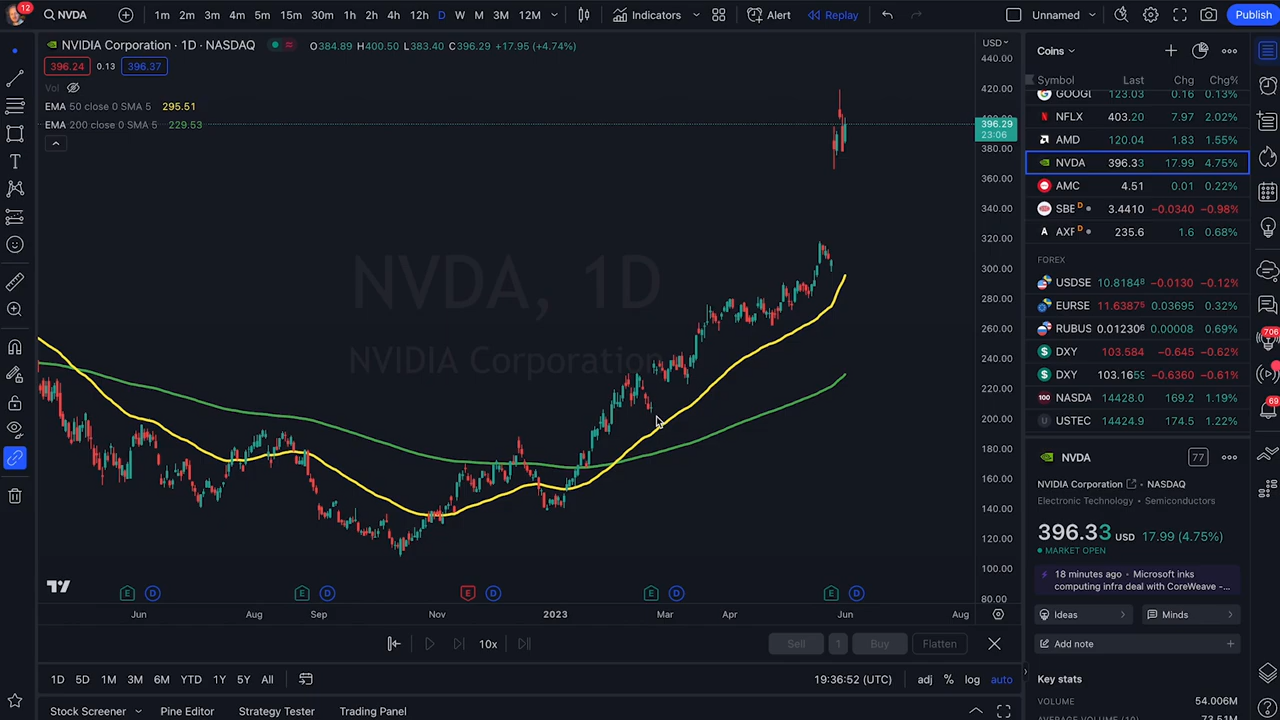 12
NVDA
1m 2m 3m 4m 5m 15m 30m 1h 2h 4h 12h D W M 3M 12M
Indicators
Alert
Replay
Unnamed
Publish
NVIDIA Corporation · 1D · NASDAQ
O384.89 H400.50 L383.40 C396.29 +17.95 (+4.74%)
396.24 0.13 396.37
Vol
EMA 50 close 0 SMA 5 295.51
EMA 200 close 0 SMA 5 229.53
NVDA, 1D
NVIDIA Corporation
USD
440.00
420.00
396.29
23:06
380.00
360.00
340.00
320.00
300.00
280.00
260.00
240.00
220.00
200.00
180.00
160.00
140.00
120.00
100.00
80.00
E D E D E D E D E D
Jun Aug Sep Nov 2023 Mar Apr Jun Aug
10x
Sell 1 Buy Flatten
1D 5D 1M 3M 6M YTD 1Y 5Y All
19:36:52 (UTC) adj % log auto
Stock Screener Pine Editor Strategy Tester Trading Panel
Coins
Symbol Last Chg Chg%
GOOGL 123.03 0.16 0.13%
NFLX 403.20 7.97 2.02%
AMD 120.04 1.83 1.55%
NVDA 396.33 17.99 4.75%
AMC 4.51 0.01 0.22%
SBE D 3.4410 −0.0340 −0.98%
AXF D 235.6 1.6 0.68%
FOREX
USDSE 10.8184⁸ −0.0130 −0.12%
EURSE 11.6387⁵ 0.03695 0.32%
RUBUS 0.01230⁶ 0.00008 0.69%
DXY 103.584 −0.645 −0.62%
DXY 103.16⁵⁹ −0.6360 −0.61%
100 NASDA 14428.0 169.2 1.19%
USTEC 14424.9 174.5 1.22%
NVDA
77
NVIDIA Corporation · NASDAQ
Electronic Technology · Semiconductors
396.33 USD 17.99 (4.75%)
MARKET OPEN
18 minutes ago • Microsoft inks
computing infra deal with CoreWeave –...
Ideas
Minds
Add note
Key stats
VOLUME 54.006M
706
69